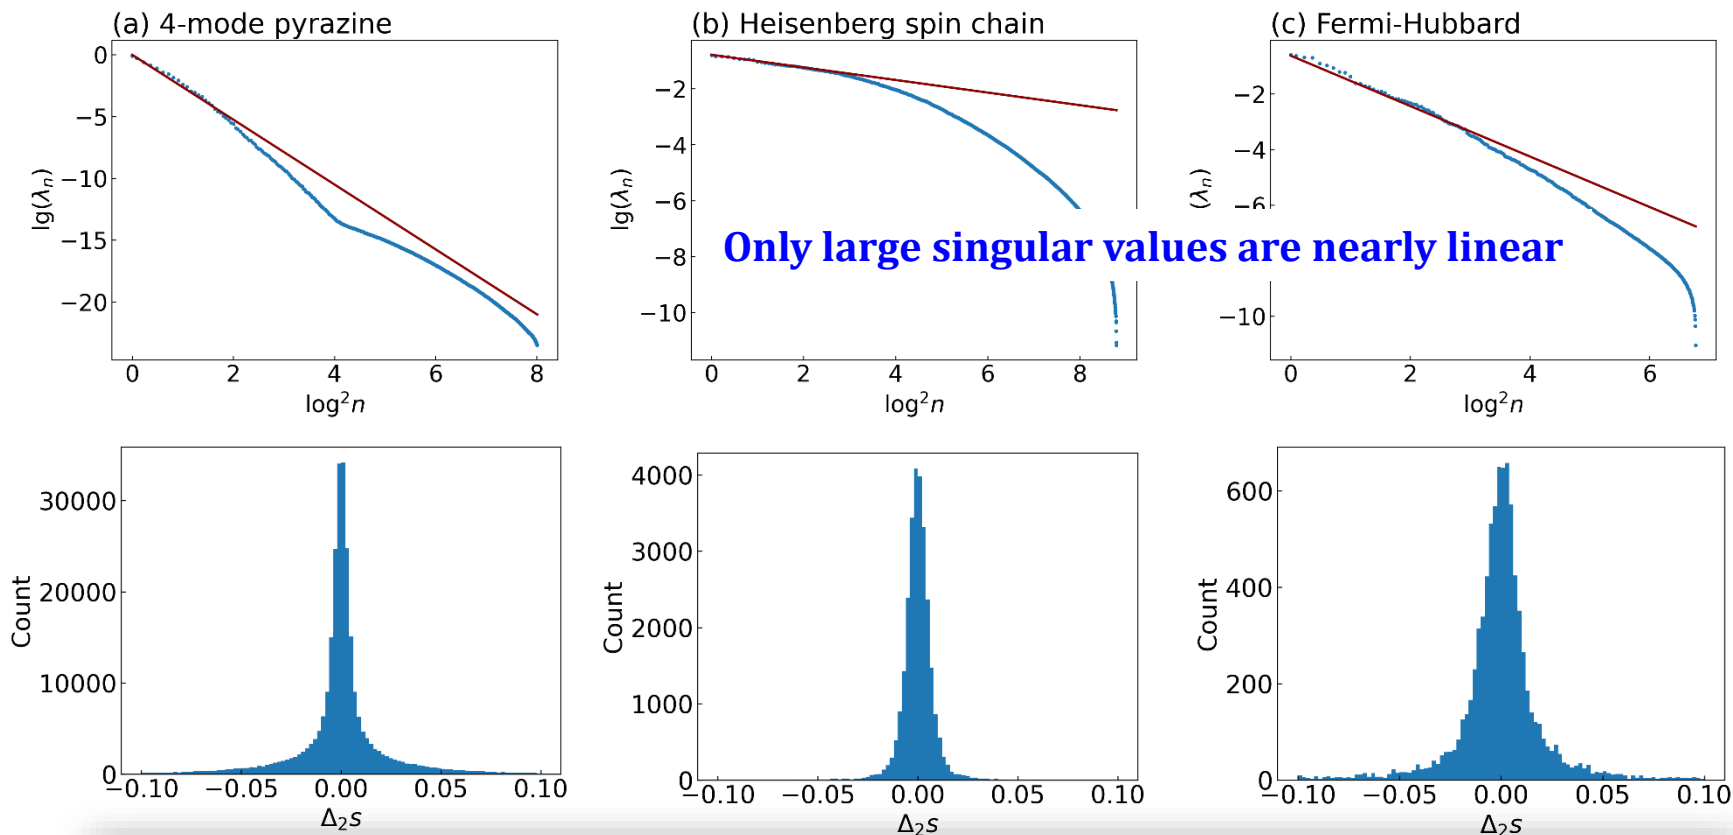 (a) 4-mode pyrazine
(b) Heisenberg spin chain
(c) Fermi-Hubbard
0
−5
−10
−15
−20
lg(λₙ)
0 2 4 6 8
log²n
−2
−4
−6
−8
−10
lg(λₙ)
0 2 4 6 8
log²n
−2
−4
−6
−10
(λₙ)
0 2 4 6
log²n
Only large singular values are nearly linear
30000
20000
10000
0
Count
−0.10 −0.05 0.00 0.05 0.10
Δ₂s
4000
3000
2000
1000
0
Count
−0.10 −0.05 0.00 0.05 0.10
Δ₂s
600
400
200
0
Count
−0.10 −0.05 0.00 0.05 0.10
Δ₂s